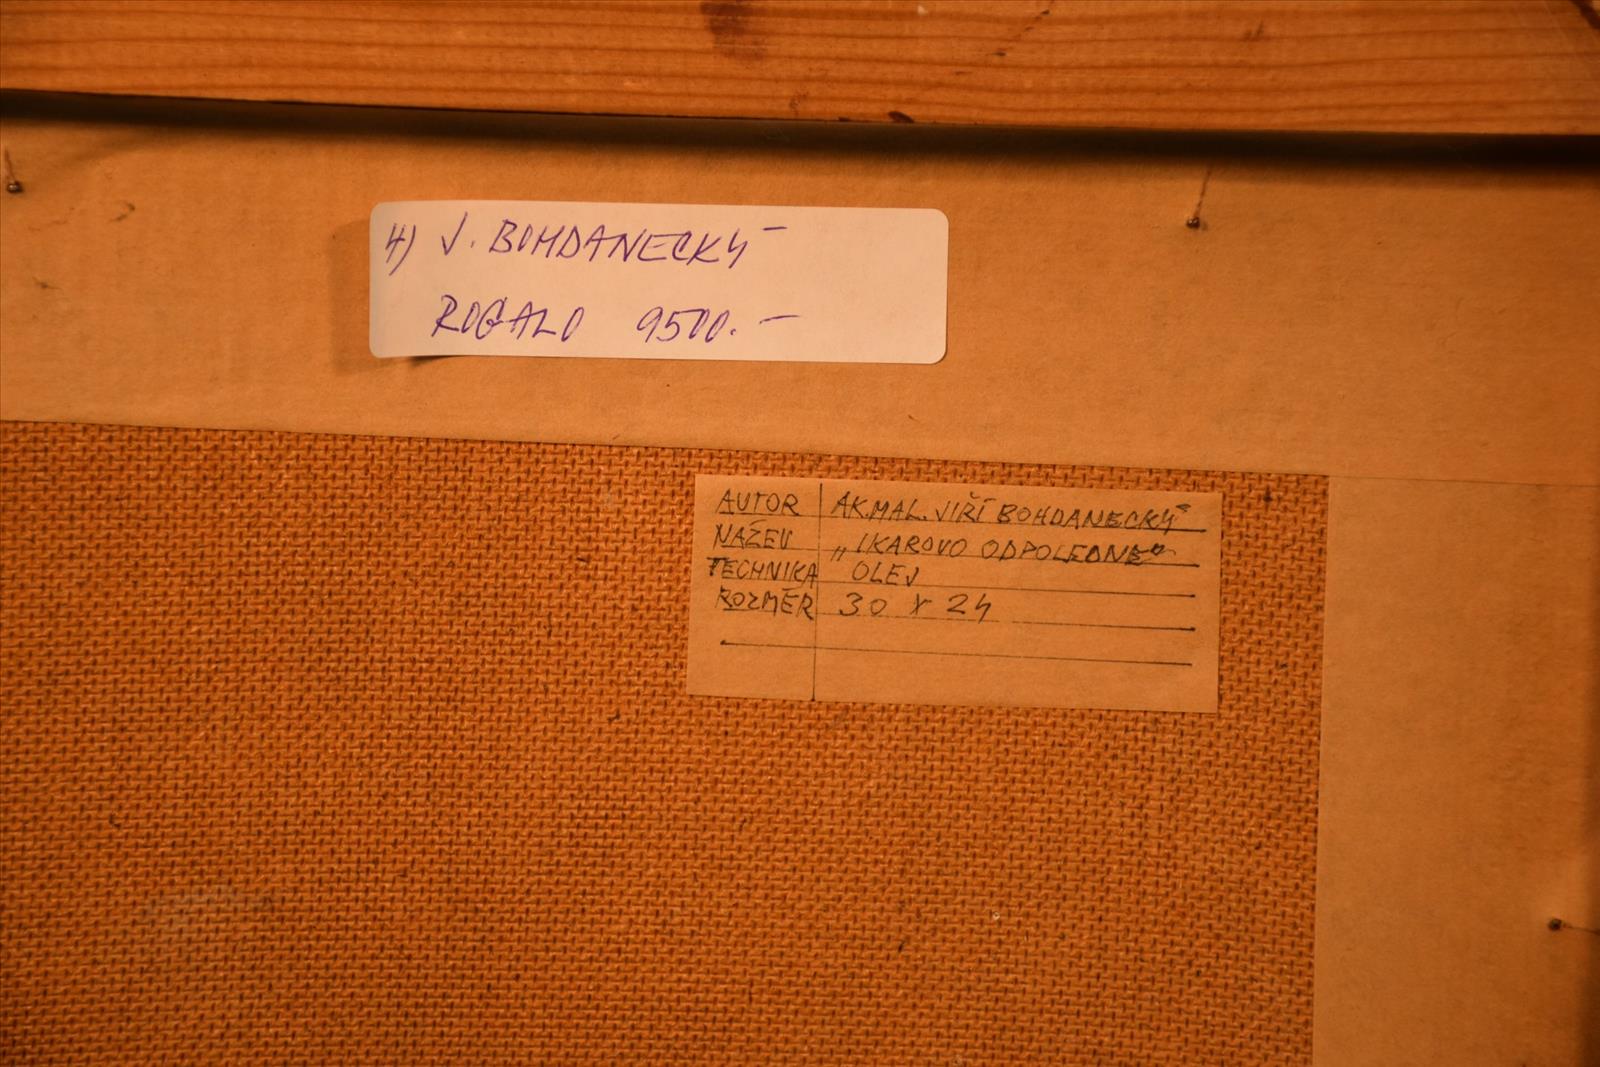 4) J. BOHDANECKÝ
ROGALO 9500.—
AUTOR AK.MAL. JIŘÍ BOHDANECKÝ
NÁZEV „IKAROVO ODPOLEDNE“
TECHNIKA OLEJ
ROZMĚR 30 x 24